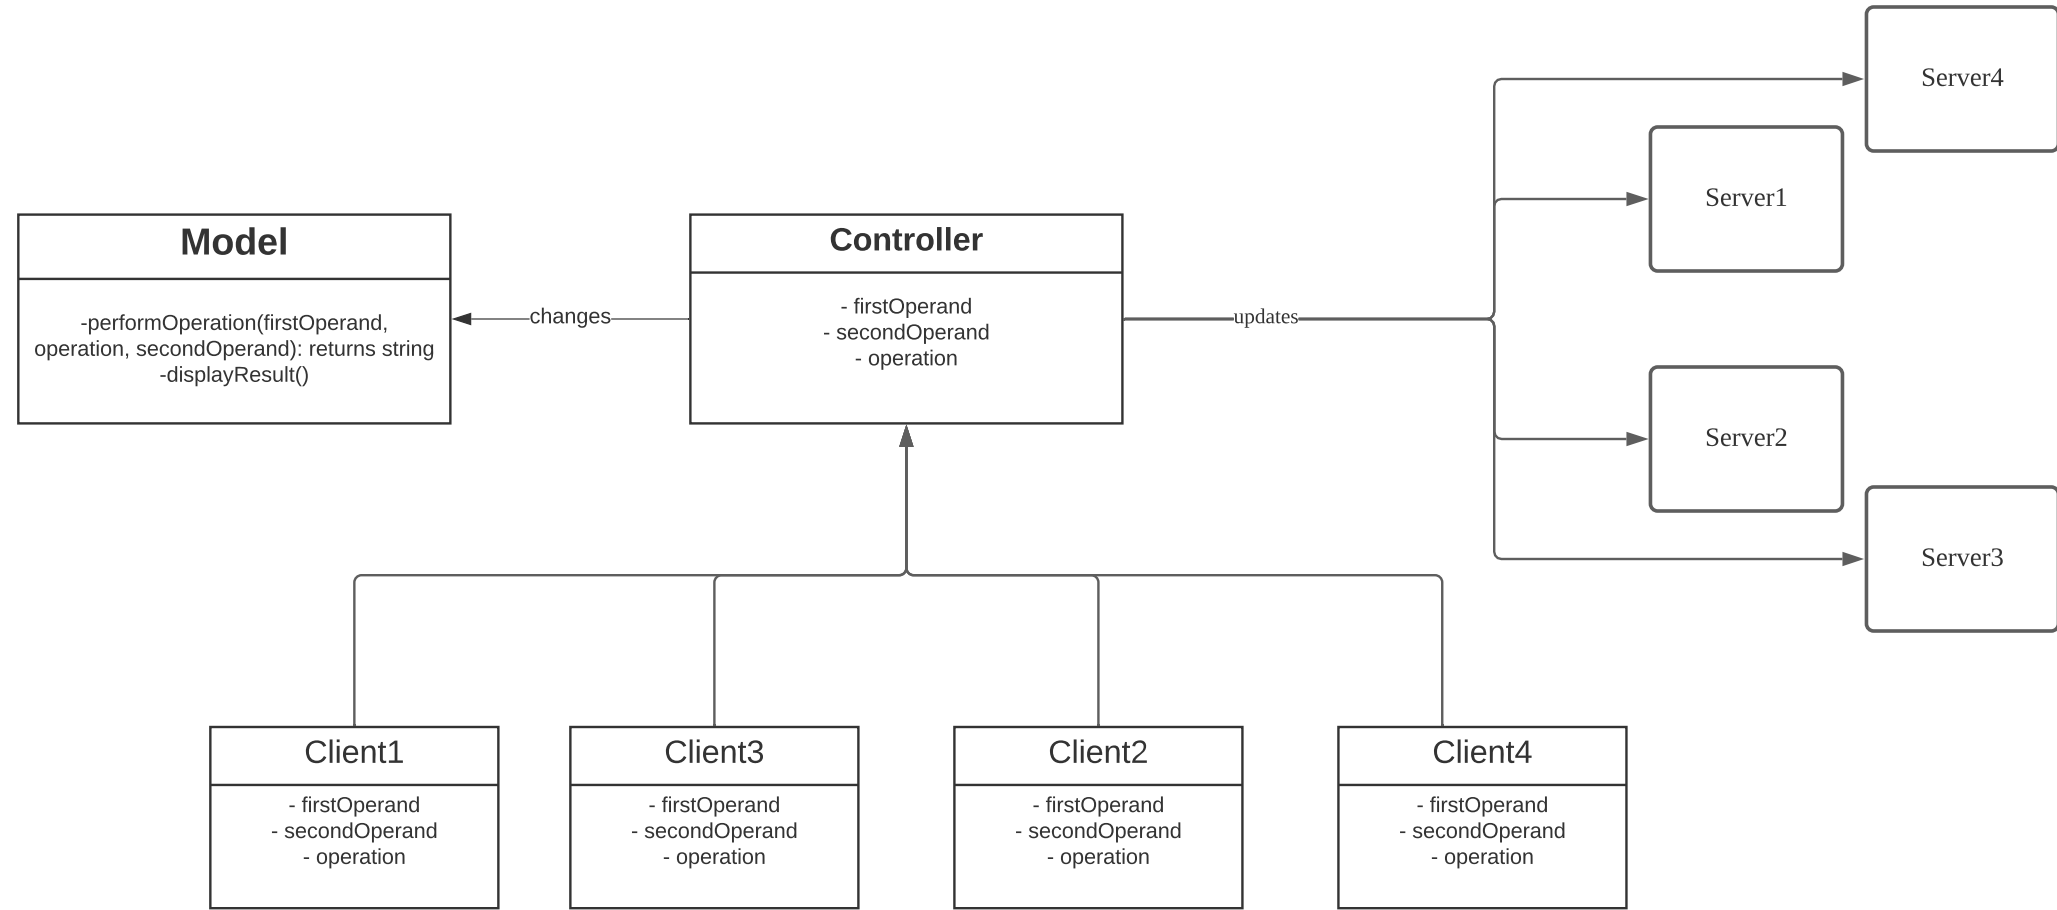 Server4
Server1
Model
-performOperation(firstOperand,
operation, secondOperand): returns string
-displayResult()
changes
Controller
- firstOperand
- secondOperand
- operation
updates
Server2
Server3
Client1
- firstOperand
- secondOperand
- operation
Client3
- firstOperand
- secondOperand
- operation
Client2
- firstOperand
- secondOperand
- operation
Client4
- firstOperand
- secondOperand
- operation